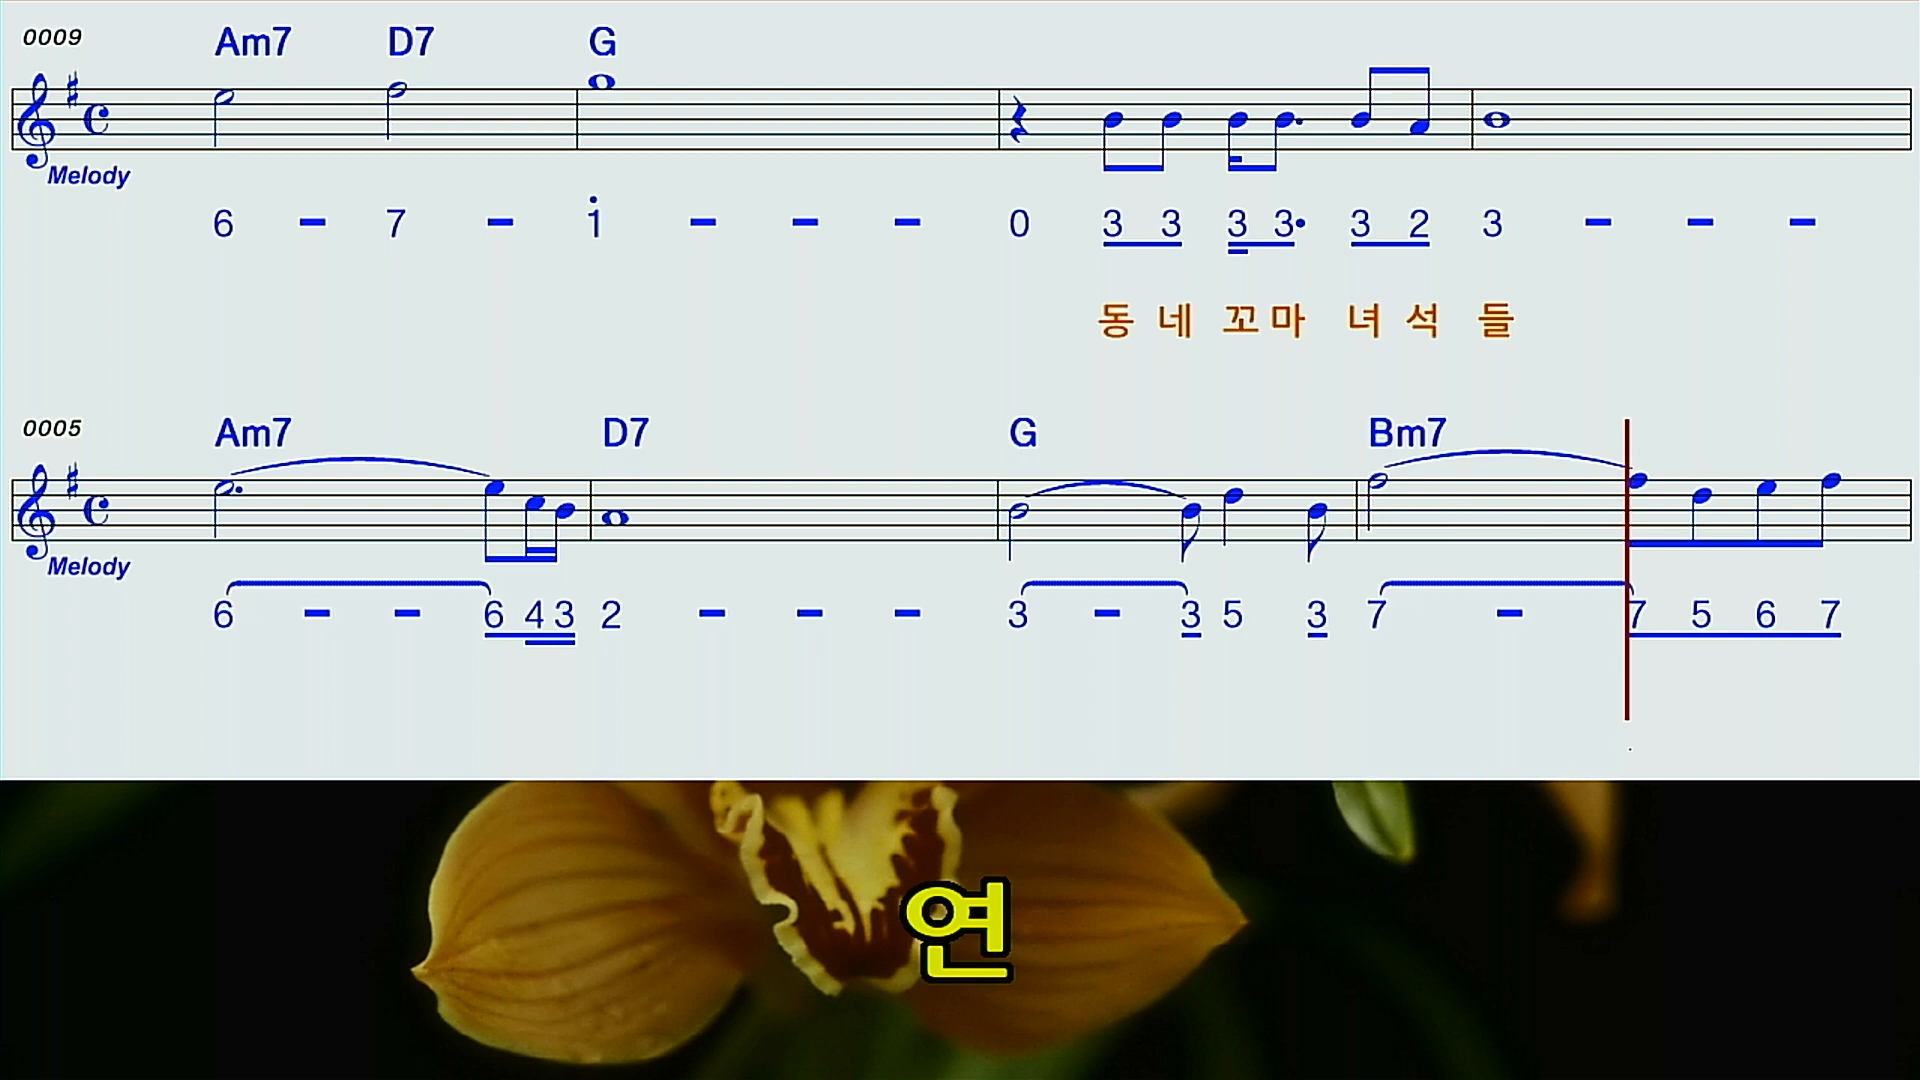 0009 Am7 D7 G
Melody
6 - 7 - 1 - - - 0 3 3 3 3• 3 2 3 - - -
동 네 꼬 마 녀 석 들
0005 Am7 D7 G Bm7
Melody
6 - - 6 4 3 2 - - - 3 - 3 5 3 7 - 7 5 6 7
연